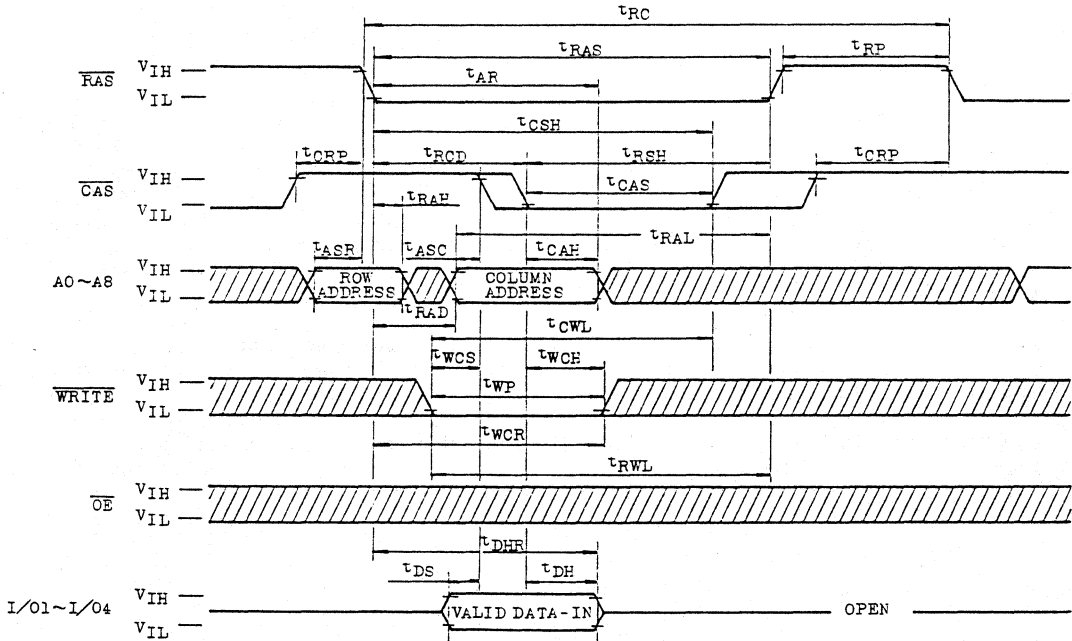 tRC
tRAS
tRP
RAS
VIH
VIL
tAR
tCSH
tCRP
tRCD
tRSH
tCRP
CAS
VIH
VIL
tCAS
tRAH
tRAL
tASR
tASC
tCAH
A0~A8
VIH
VIL
ROW ADDRESS
COLUMN ADDRESS
tRAD
tCWL
tWCS
tWCH
WRITE
VIH
VIL
tWP
tWCR
tRWL
OE
VIH
VIL
tDHR
tDS
tDH
I/O1~I/O4
VIH
VIL
VALID DATA-IN
OPEN